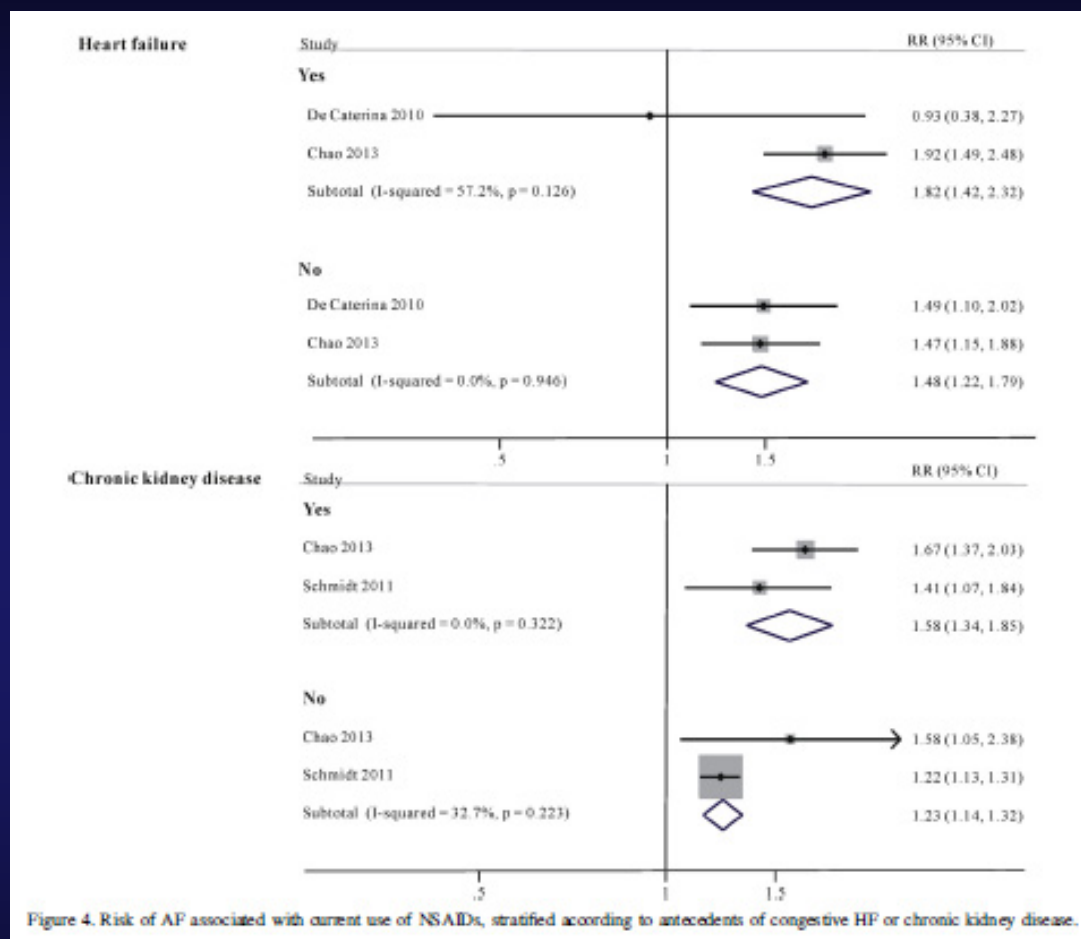 Heart failure Study RR (95% CI)
Yes
De Caterina 2010 0.93 (0.38, 2.27)
Chao 2013 1.92 (1.49, 2.48)
Subtotal (I-squared = 57.2%, p = 0.126) 1.82 (1.42, 2.32)
No
De Caterina 2010 1.49 (1.10, 2.02)
Chao 2013 1.47 (1.15, 1.88)
Subtotal (I-squared = 0.0%, p = 0.946) 1.48 (1.22, 1.79)
.5 1 1.5
Chronic kidney disease Study RR (95% CI)
Yes
Chao 2013 1.67 (1.37, 2.03)
Schmidt 2011 1.41 (1.07, 1.84)
Subtotal (I-squared = 0.0%, p = 0.322) 1.58 (1.34, 1.85)
No
Chao 2013 1.58 (1.05, 2.38)
Schmidt 2011 1.22 (1.13, 1.31)
Subtotal (I-squared = 32.7%, p = 0.223) 1.23 (1.14, 1.32)
.5 1 1.5
Figure 4. Risk of AF associated with current use of NSAIDs, stratified according to antecedents of congestive HF or chronic kidney disease.